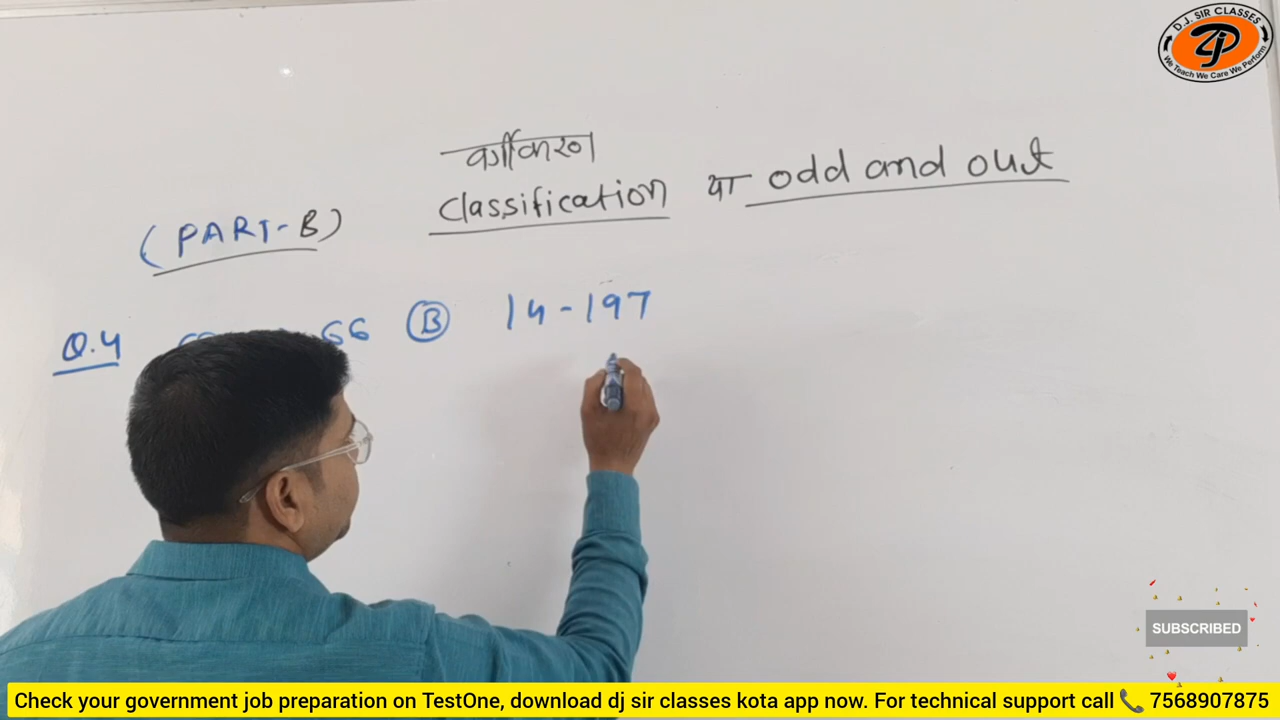 D.J. SIR CLASSES
We Teach We Care We Perform
वर्गीकरण
Classification या odd and out
(PART-B)
Q.4 66 Ⓑ 14-197
SUBSCRIBED
Check your government job preparation on TestOne, download dj sir classes kota app now. For technical support call 📞 7568907875